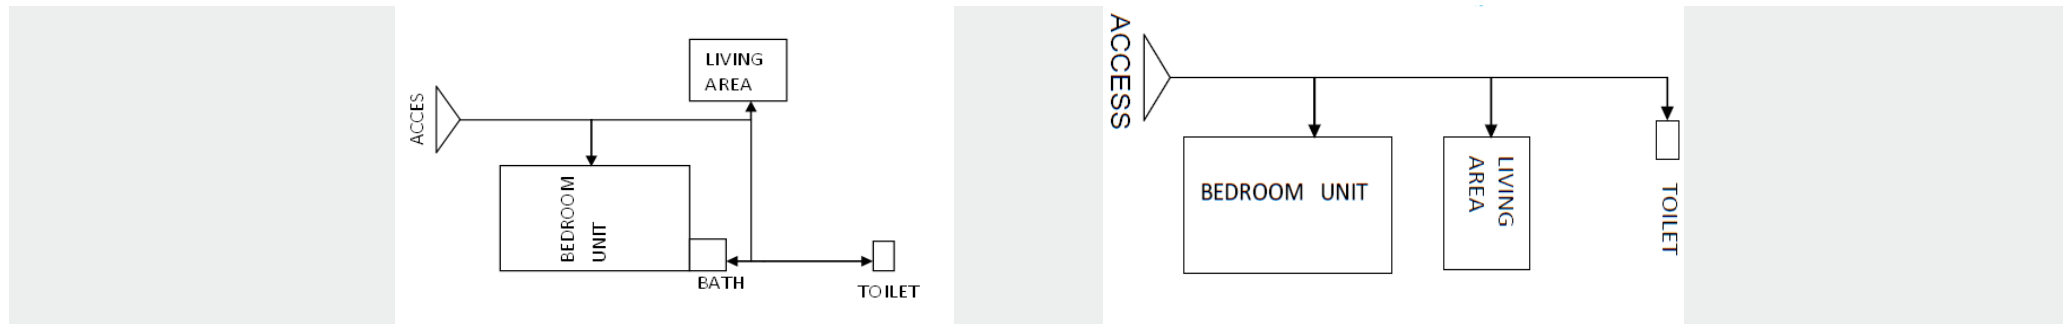 ACCES
LIVING
AREA
BEDROOM
UNIT
BATH
TOILET
ACCESS
BEDROOM UNIT
LIVING
AREA
TOILET